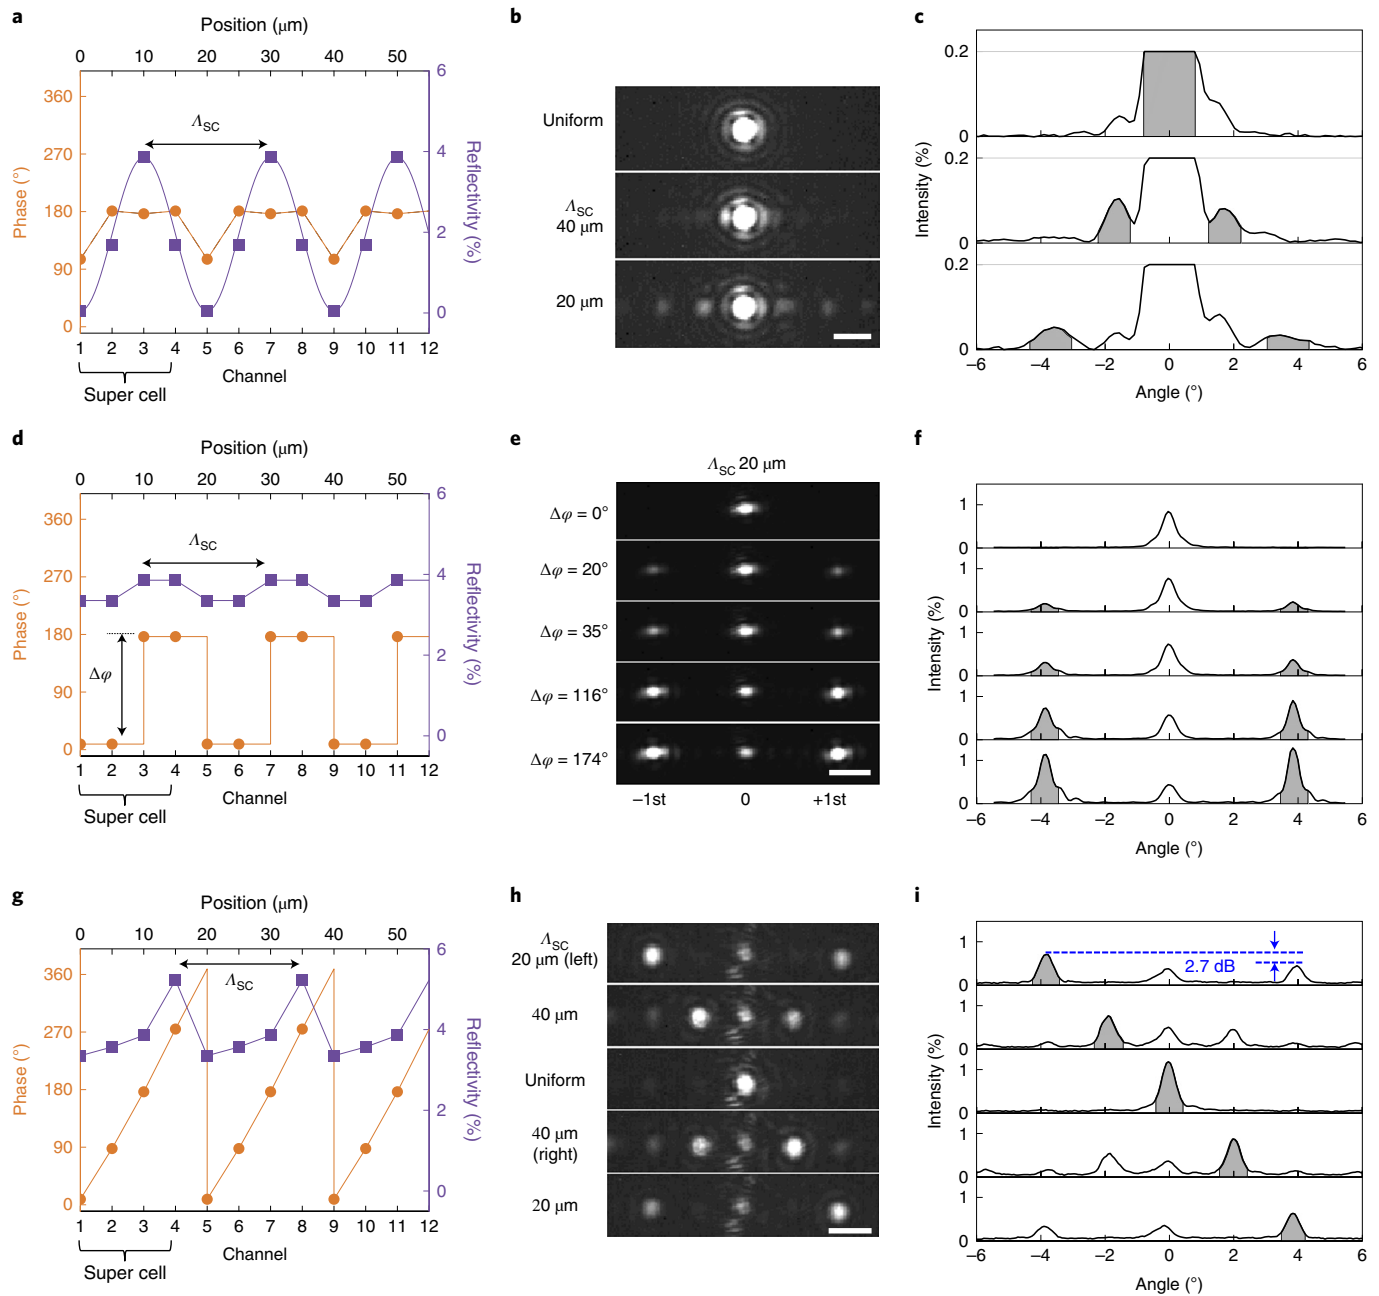 a
Position (μm)
0 10 20 30 40 50
Phase (°)
360
270
180
90
0
ΛSC
6
4
2
0
Reflectivity (%)
1 2 3 4 5 6 7 8 9 10 11 12
Super cell
Channel
b
Uniform
ΛSC
40 μm
20 μm
c
Intensity (%)
0.2
0
0.2
0
0.2
0
−6 −4 −2 0 2 4 6
Angle (°)
d
Position (μm)
0 10 20 30 40 50
Phase (°)
360
270
180
90
0
ΛSC
Δφ
6
4
2
0
Reflectivity (%)
1 2 3 4 5 6 7 8 9 10 11 12
Super cell
Channel
e
ΛSC 20 μm
Δφ = 0°
Δφ = 20°
Δφ = 35°
Δφ = 116°
Δφ = 174°
−1st 0 +1st
f
Intensity (%)
1
0
1
0
1
0
1
0
1
0
−6 −4 −2 0 2 4 6
Angle (°)
g
Position (μm)
0 10 20 30 40 50
Phase (°)
360
270
180
90
0
ΛSC
6
4
2
0
Reflectivity (%)
1 2 3 4 5 6 7 8 9 10 11 12
Super cell
Channel
h
ΛSC
20 μm (left)
40 μm
Uniform
40 μm
(right)
20 μm
i
Intensity (%)
1
0
2.7 dB
1
0
1
0
1
0
1
0
−6 −4 −2 0 2 4 6
Angle (°)